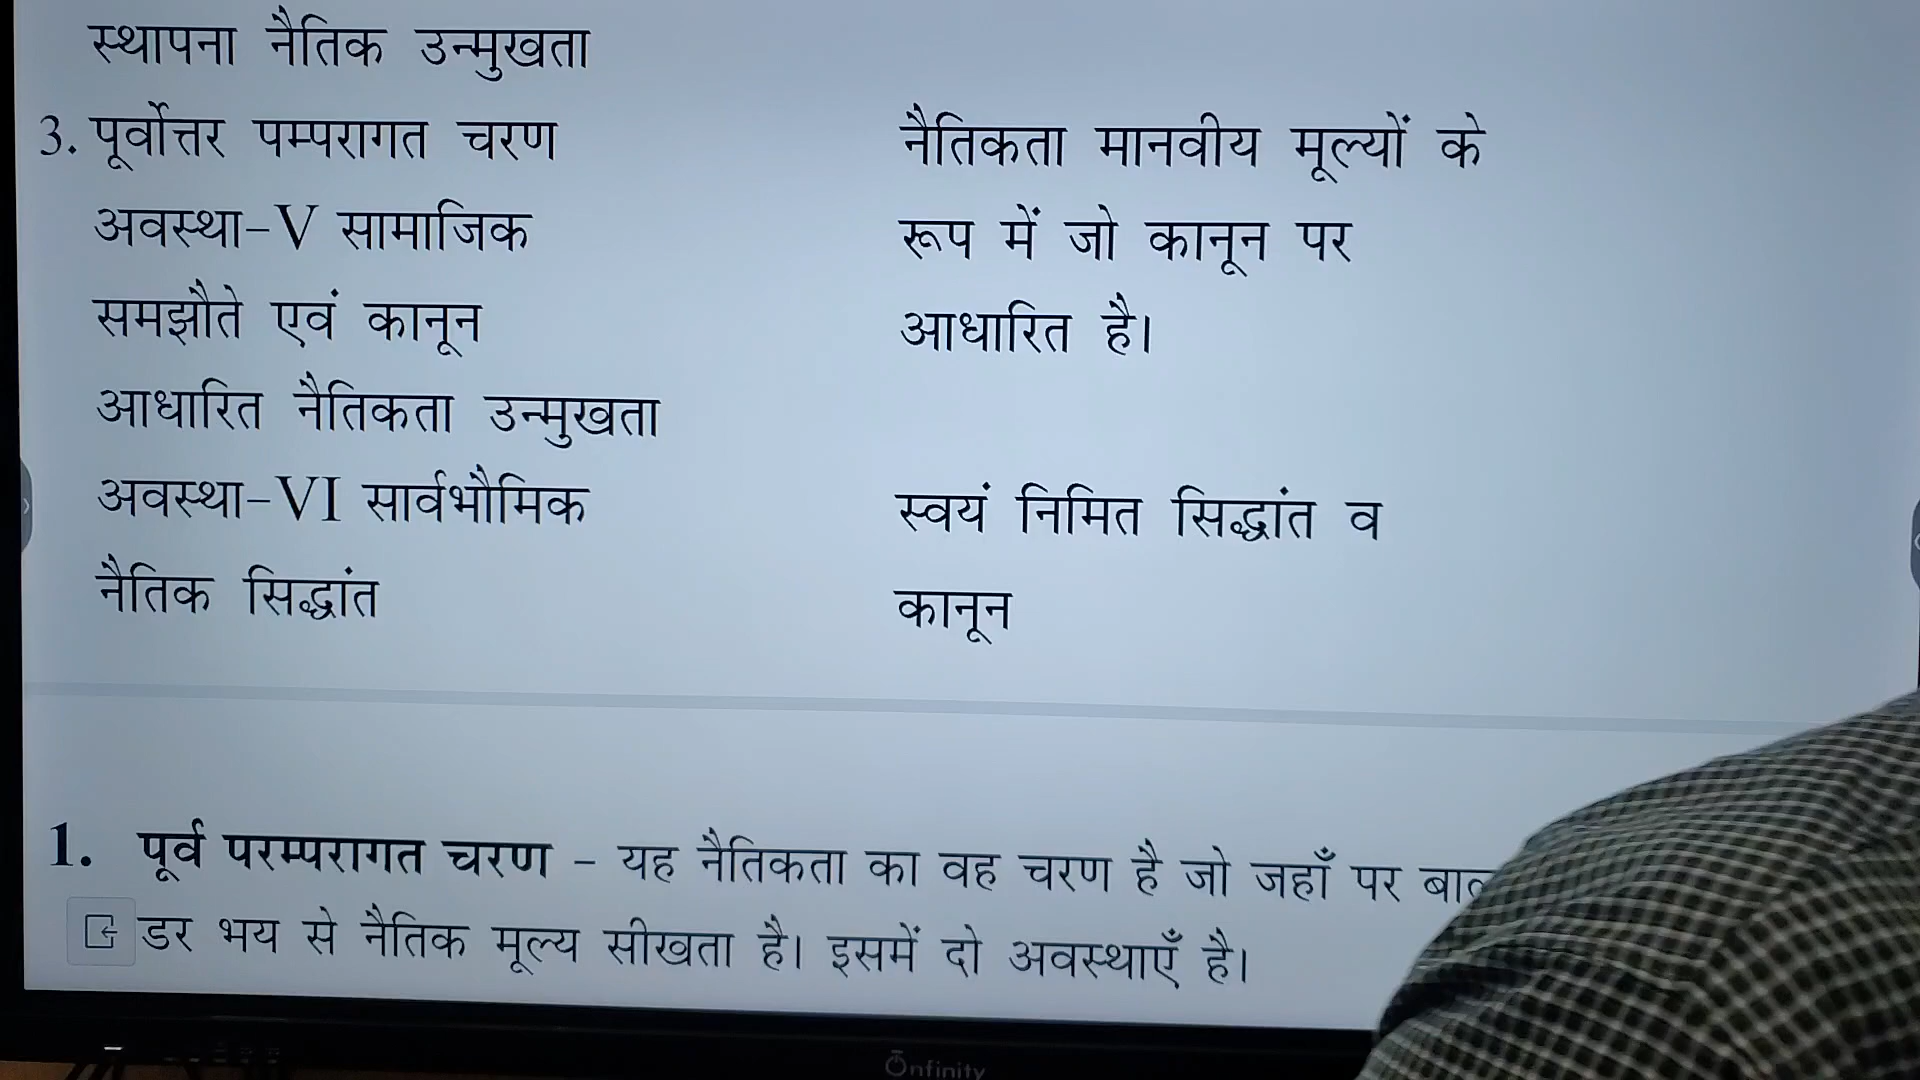 स्थापना नैतिक उन्मुखता
3. पूर्वोत्तर पम्परागत चरण
नैतिकता मानवीय मूल्यों के
अवस्था-V सामाजिक
रूप में जो कानून पर
समझौते एवं कानून
आधारित है।
आधारित नैतिकता उन्मुखता
अवस्था-VI सार्वभौमिक
स्वयं निमित सिद्धांत व
नैतिक सिद्धांत
कानून
1. पूर्व परम्परागत चरण - यह नैतिकता का वह चरण है जो जहाँ पर
डर भय से नैतिक मूल्य सीखता है। इसमें दो अवस्थाएँ है।
Onfinity